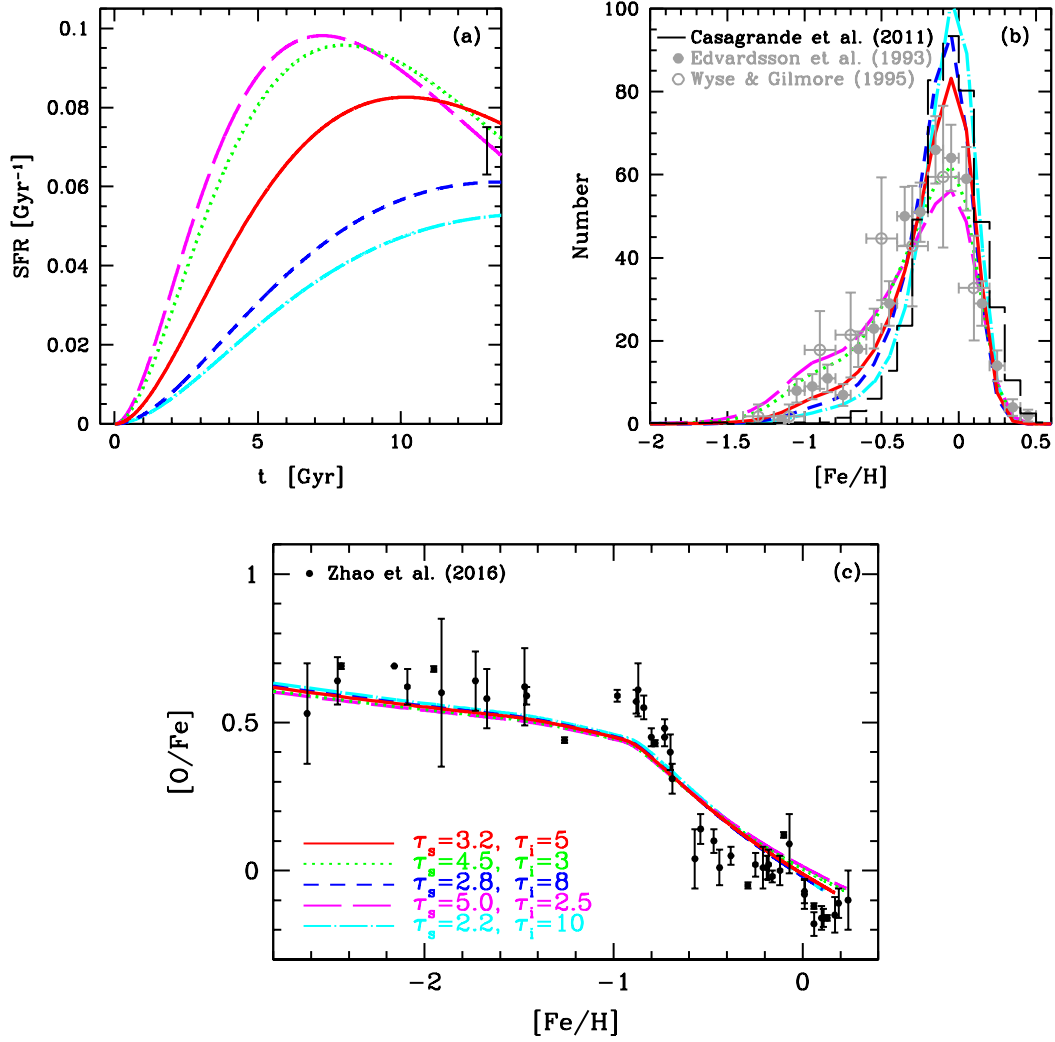 (a)
0.1
0.08
0.06
0.04
0.02
0
SFR [Gyr⁻¹]
0 5 10
t [Gyr]
(b)
Casagrande et al. (2011)
Edvardsson et al. (1993)
Wyse & Gilmore (1995)
100
80
60
40
20
0
Number
-2 -1.5 -1 -0.5 0 0.5
[Fe/H]
(c)
Zhao et al. (2016)
1
0.5
0
[O/Fe]
τs=3.2, τi=5
τs=4.5, τi=3
τs=2.8, τi=8
τs=5.0, τi=2.5
τs=2.2, τi=10
-2 -1 0
[Fe/H]